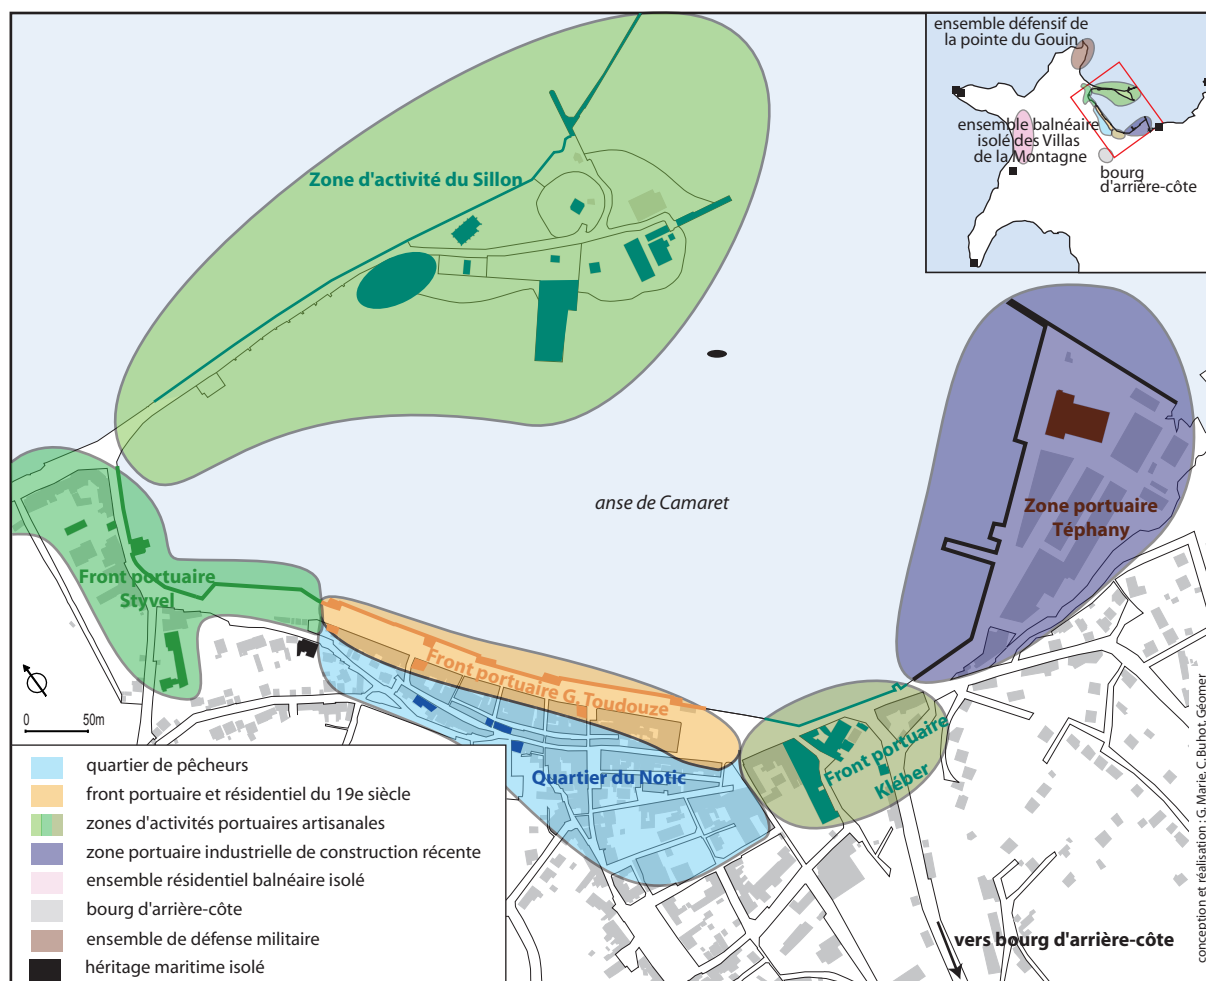 ensemble défensif de
la pointe du Gouin
ensemble balnéaire
isolé des Villas
de la Montagne
bourg
d'arrière-côte
Zone d'activité du Sillon
anse de Camaret
Zone portuaire
Téphany
Front portuaire
Styvel
Front portuaire G. Toudouze
Quartier du Notic
Front portuaire
Kléber
0 50m
vers bourg d'arrière-côte
quartier de pêcheurs
front portuaire et résidentiel du 19e siècle
zones d'activités portuaires artisanales
zone portuaire industrielle de construction récente
ensemble résidentiel balnéaire isolé
bourg d'arrière-côte
ensemble de défense militaire
héritage maritime isolé
conception et réalisation : G. Marie, C. Buhot, Géomer